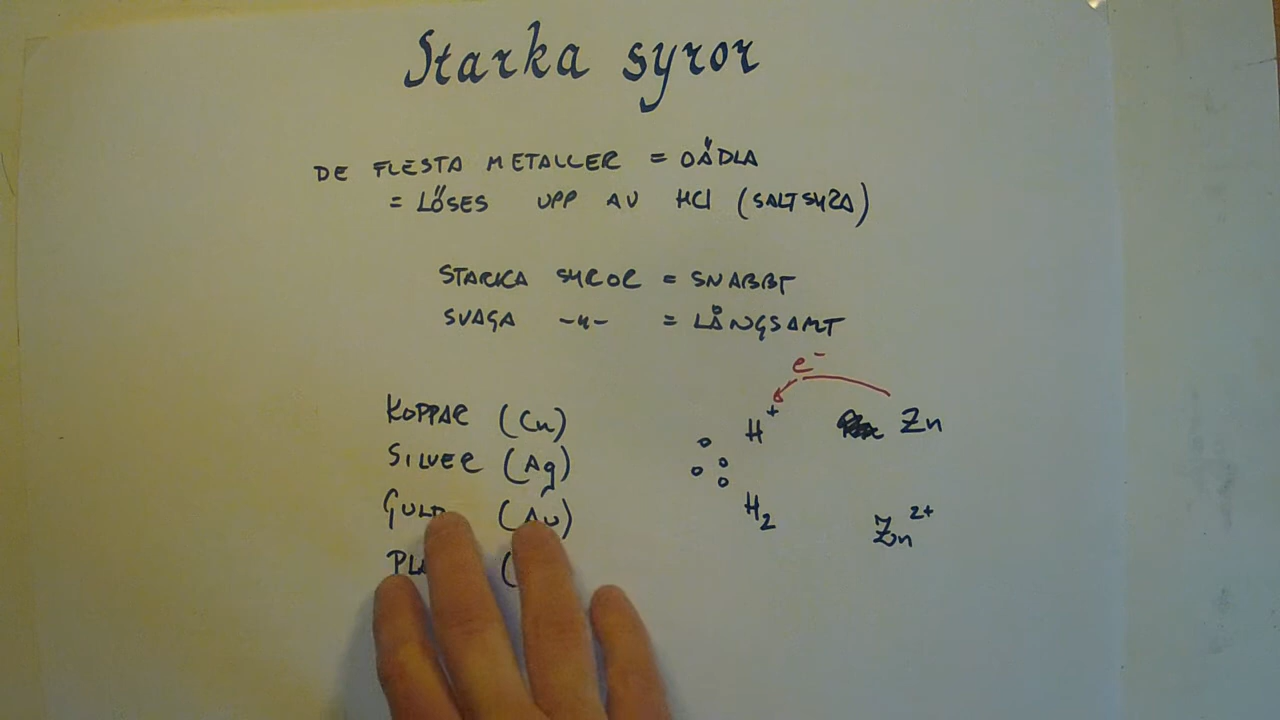 Starka syror
DE FLESTA METALLER = OÄDLA
= LÖSES UPP AV HCl (SALTSYRA)
STARKA SYROR = SNABBT
SVAGA -"- = LÅNGSAMT
e⁻
KOPPAR (Cu)
H⁺ Zn
SILVER (Ag)
GULD (Au)
H₂ Zn²⁺